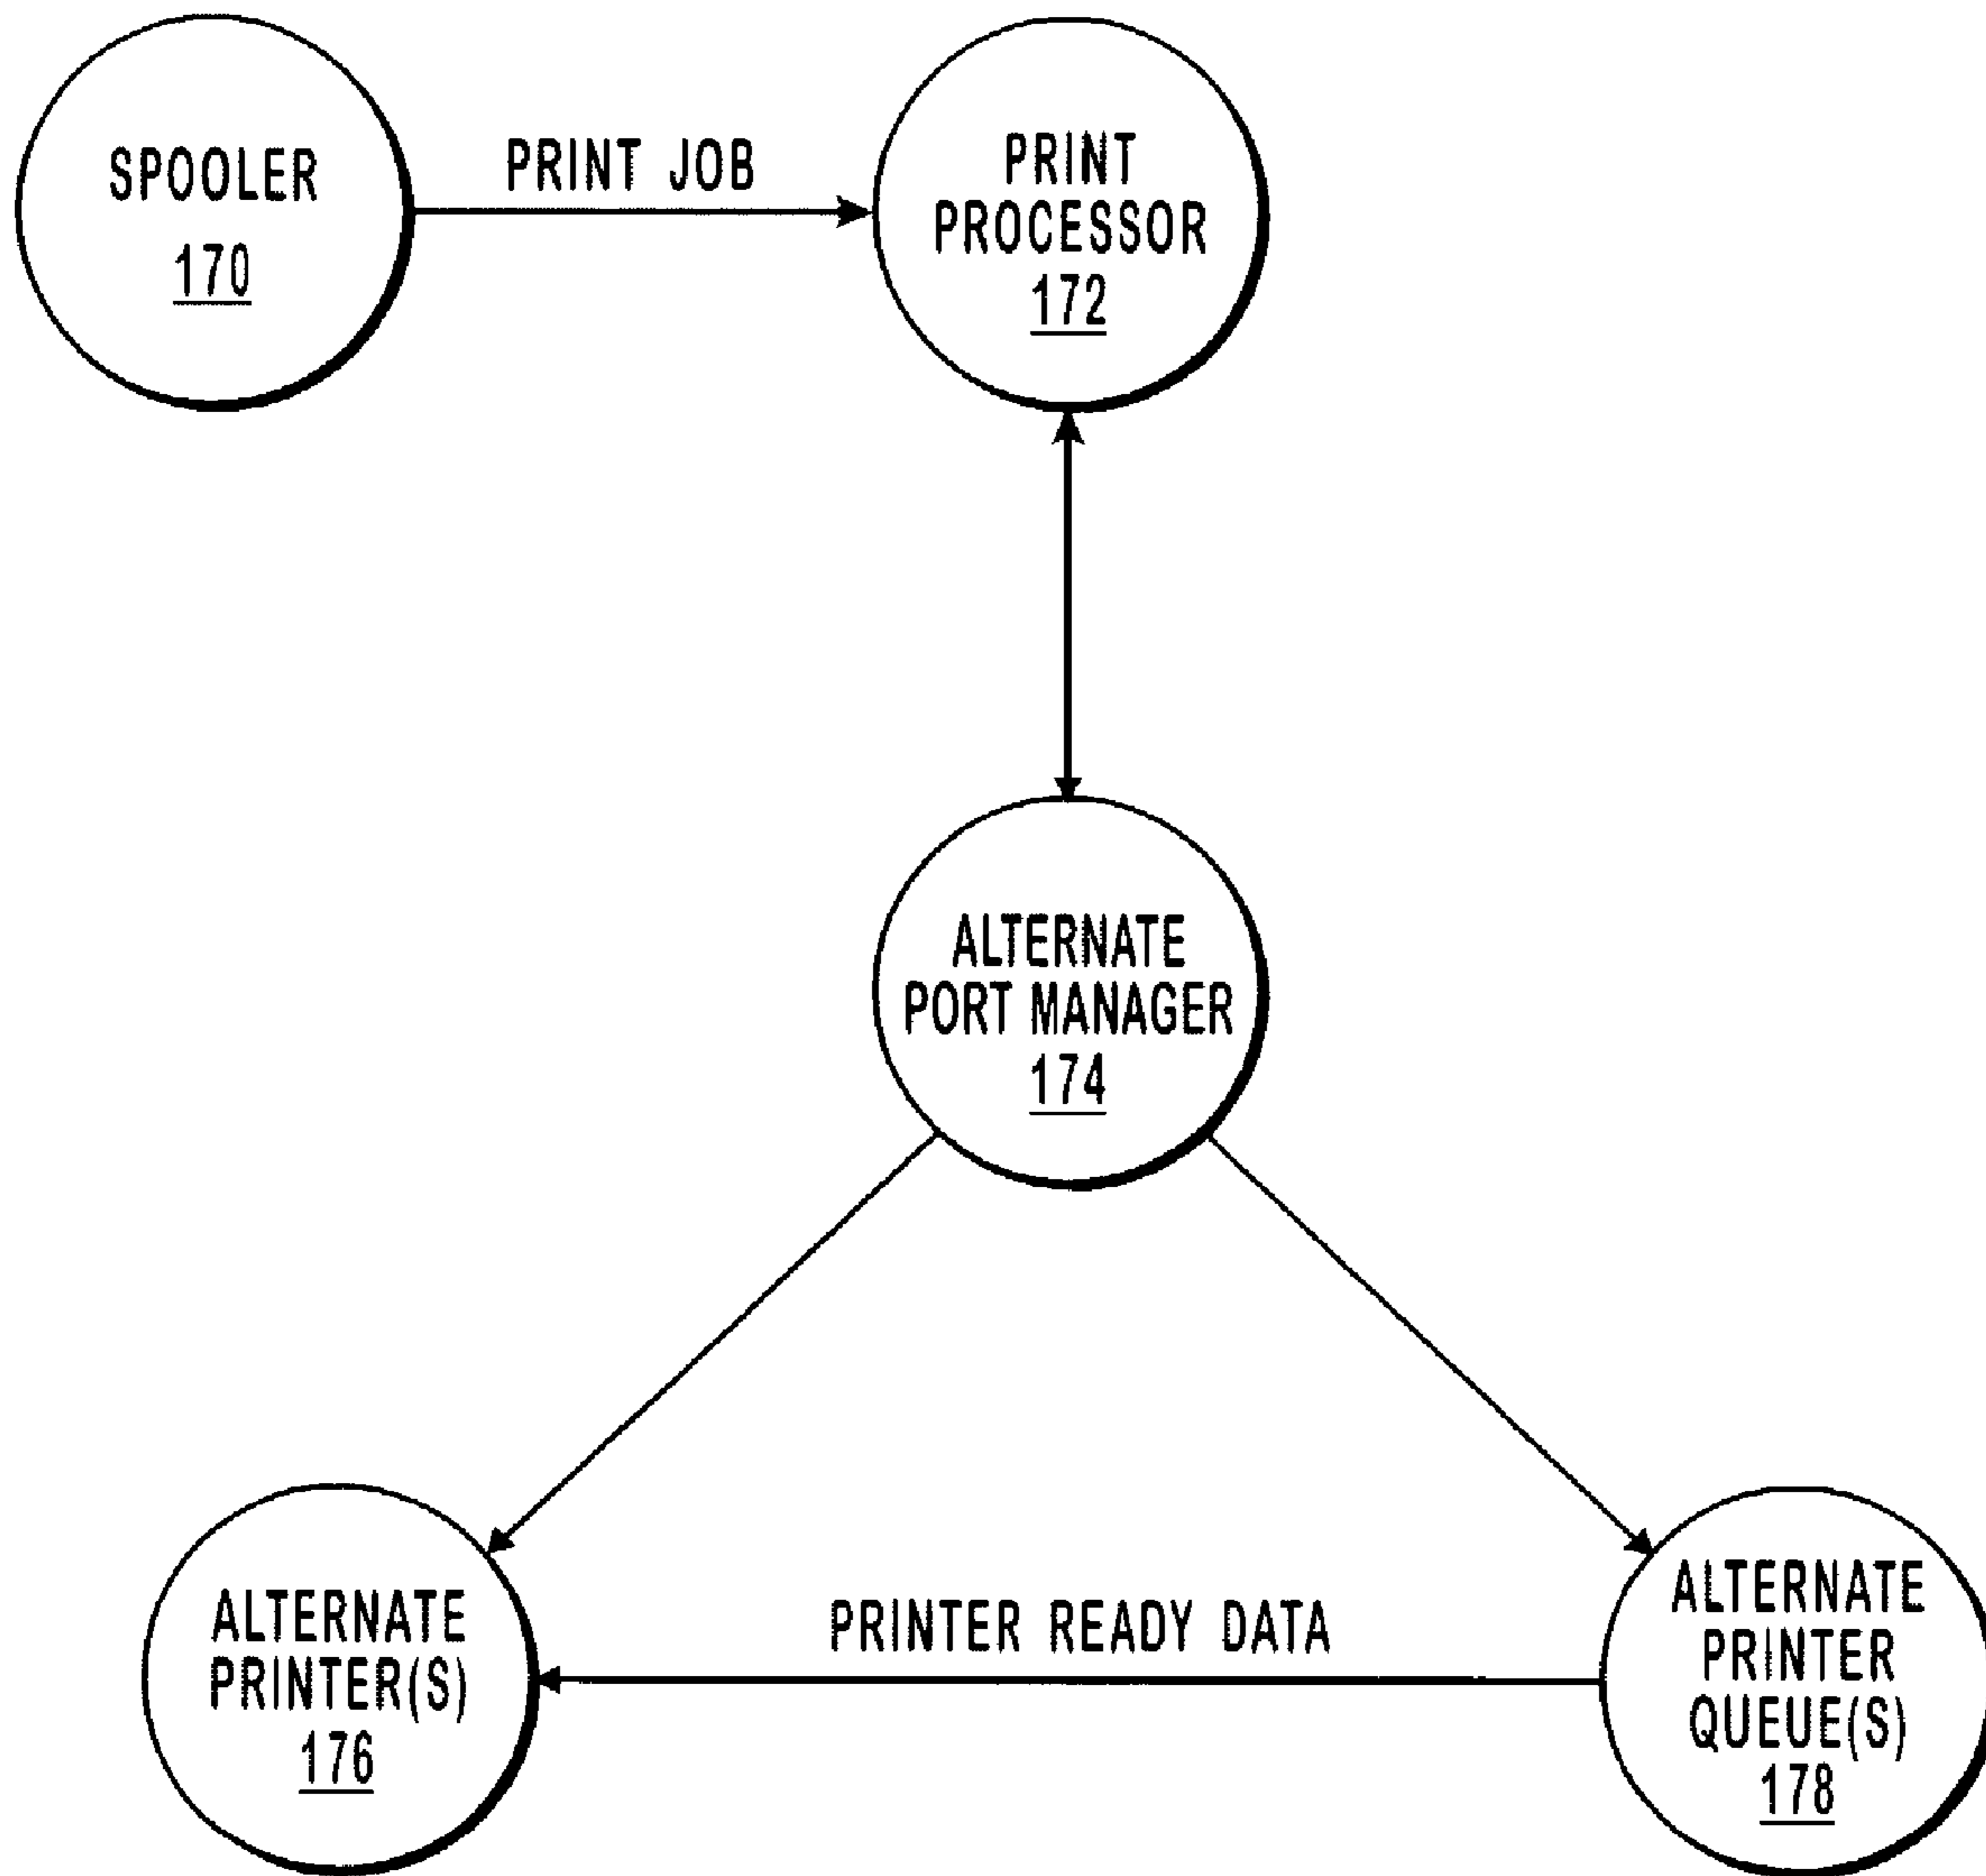 SPOOLER
170
PRINT JOB
PRINT
PROCESSOR
172
ALTERNATE
PORT MANAGER
174
ALTERNATE
PRINTER(S)
176
PRINTER READY DATA
ALTERNATE
PRINTER
QUEUE(S)
178